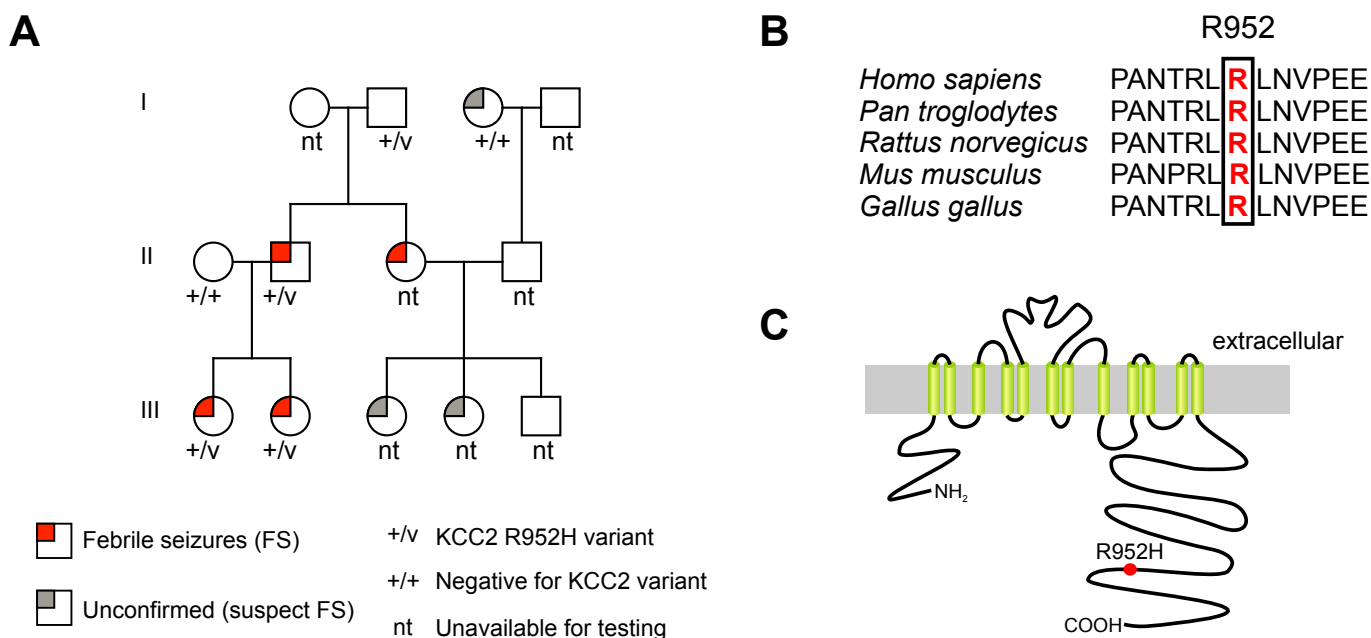 A
I
nt
+/v
+/+
nt
II
+/+
+/v
nt
nt
III
+/v
+/v
nt
nt
nt
Febrile seizures (FS)
Unconfirmed (suspect FS)
+/v KCC2 R952H variant
+/+ Negative for KCC2 variant
nt Unavailable for testing
B
R952
Homo sapiens PANTRL R LNVPEE
Pan troglodytes PANTRL R LNVPEE
Rattus norvegicus PANTRL R LNVPEE
Mus musculus PANPRL R LNVPEE
Gallus gallus PANTRL R LNVPEE
C
extracellular
NH₂
R952H
COOH